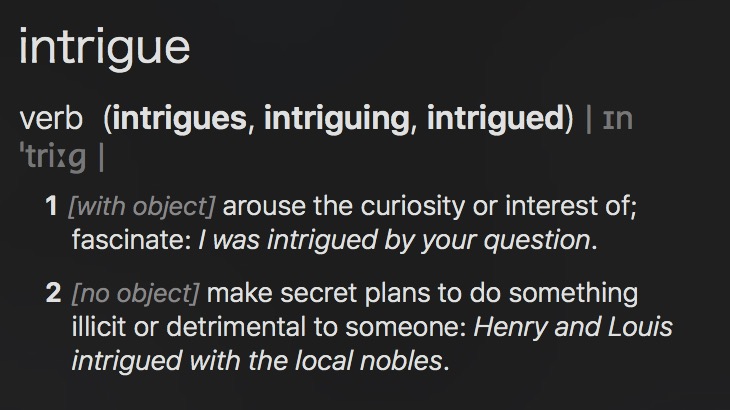 intrigue
verb (intrigues, intriguing, intrigued) | ɪn
ˈtriːɡ |
1 [with object] arouse the curiosity or interest of;
fascinate: I was intrigued by your question.
2 [no object] make secret plans to do something
illicit or detrimental to someone: Henry and Louis
intrigued with the local nobles.